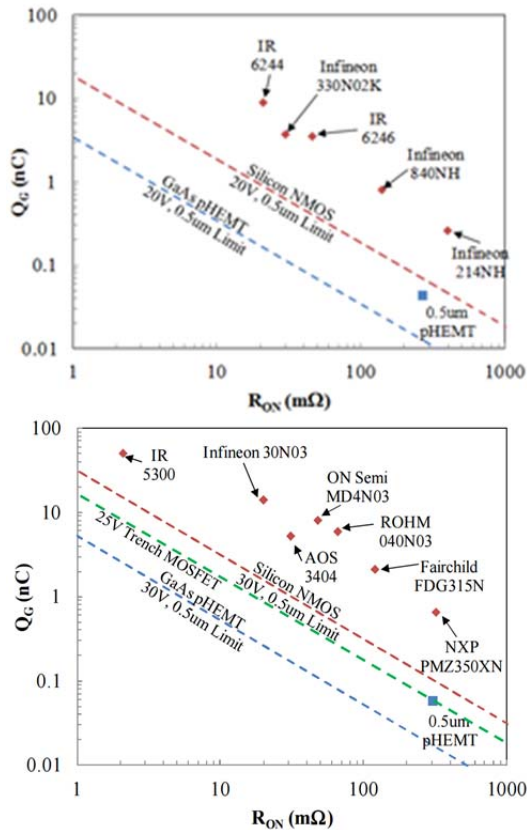 100
10
1
0.1
0.01
Q_G (nC)
IR
6244
Infineon
330N02K
IR
6246
Infineon
840NH
Infineon
214NH
Silicon NMOS
20V, 0.5um Limit
GaAs pHEMT
20V, 0.5um Limit
0.5um
pHEMT
1 10 100 1000
R_ON (mΩ)
100
10
1
0.1
0.01
Q_G (nC)
IR
5300
Infineon 30N03
ON Semi
MD4N03
ROHM
040N03
AOS
3404
Fairchild
FDG315N
NXP
PMZ350XN
Silicon NMOS
30V, 0.5um Limit
25V Trench MOSFET
GaAs pHEMT
30V, 0.5um Limit
0.5um
pHEMT
1 10 100 1000
R_ON (mΩ)